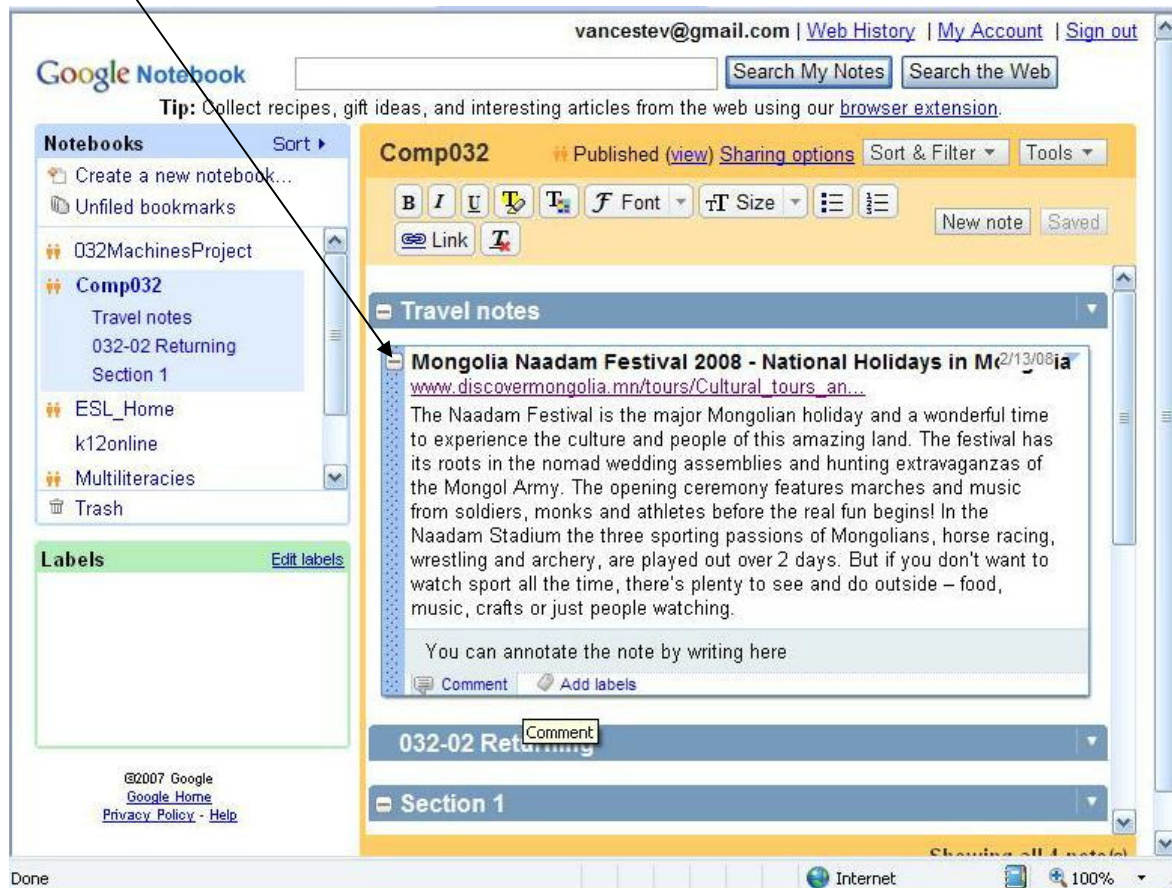 vancestev@gmail.com | Web History | My Account | Sign out
Google Notebook
Search My Notes
Search the Web
Tip: Collect recipes, gift ideas, and interesting articles from the web using our browser extension.
Notebooks Sort
Create a new notebook...
Unfiled bookmarks
032MachinesProject
Comp032
Travel notes
032-02 Returning
Section 1
ESL_Home
k12online
Multiliteracies
Trash
Labels Edit labels
©2007 Google
Google Home
Privacy Policy - Help
Comp032 Published (view) Sharing options Sort & Filter Tools
B I U T T F Font TT Size
Link T
New note Saved
Travel notes
Mongolia Naadam Festival 2008 - National Holidays in
2/13/08
www.discovermongolia.mn/tours/Cultural_tours_an...
The Naadam Festival is the major Mongolian holiday and a wonderful time
to experience the culture and people of this amazing land. The festival has
its roots in the nomad wedding assemblies and hunting extravaganzas of
the Mongol Army. The opening ceremony features marches and music
from soldiers, monks and athletes before the real fun begins! In the
Naadam Stadium the three sporting passions of Mongolians, horse racing,
wrestling and archery, are played out over 2 days. But if you don't want to
watch sport all the time, there's plenty to see and do outside – food,
music, crafts or just people watching.
You can annotate the note by writing here
Comment Add labels
Comment
032-02 Returning
Section 1
Done Internet 100%